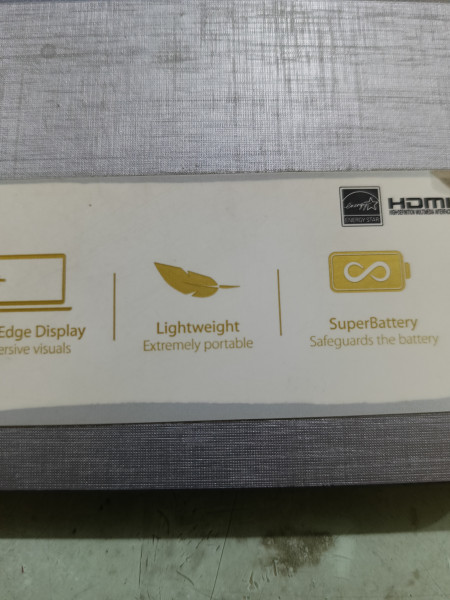 ENERGY STAR
HDMI
HIGH-DEFINITION MULTIMEDIA INTERFACE
Edge Display
ersive visuals
Lightweight
Extremely portable
SuperBattery
Safeguards the battery